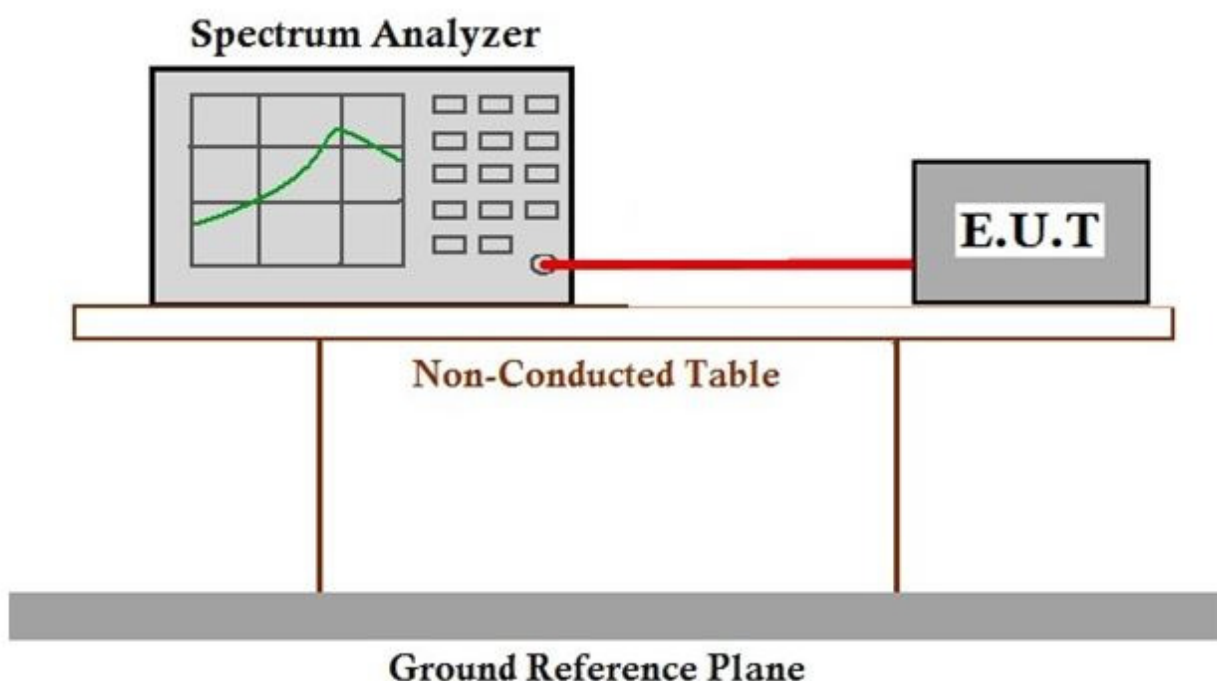 Spectrum Analyzer
E.U.T
Non-Conducted Table
Ground Reference Plane